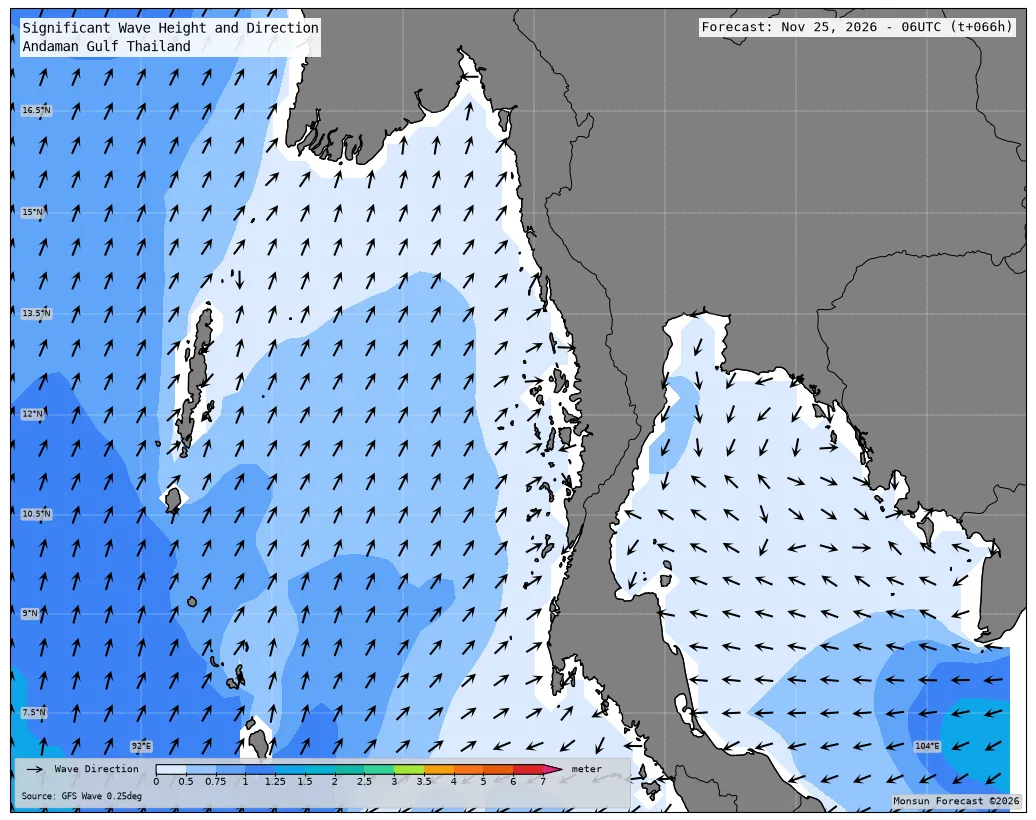 Significant Wave Height and Direction
Andaman Gulf Thailand
Forecast: Nov 25, 2026 - 06UTC (t+066h)
16.5°N
15°N
13.5°N
12°N
10.5°N
9°N
7.5°N
92°E
104°E
Wave Direction
0.5 0.75 1 1.25 1.5 2 2.5 3 3.5 4 5 6 7
meter
Source: GFS Wave 0.25deg
Monsun Forecast ©2026